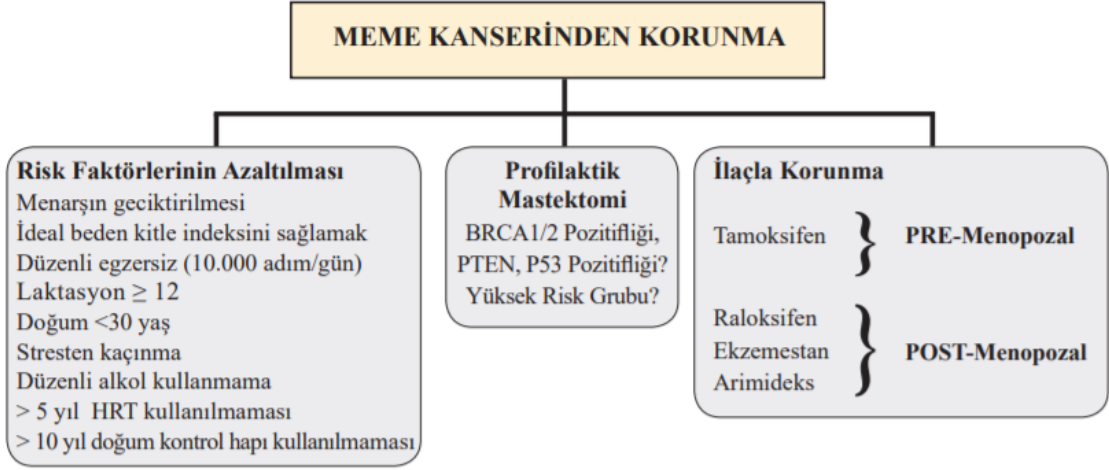 MEME KANSERİNDEN KORUNMA
Risk Faktörlerinin Azaltılması
Menarşın geciktirilmesi
İdeal beden kitle indeksini sağlamak
Düzenli egzersiz (10.000 adım/gün)
Laktasyon ≥ 12
Doğum <30 yaş
Stresten kaçınma
Düzenli alkol kullanmama
> 5 yıl HRT kullanılmaması
> 10 yıl doğum kontrol hapı kullanılmaması
Profilaktik
Mastektomi
BRCA1/2 Pozitifliği,
PTEN, P53 Pozitifliği?
Yüksek Risk Grubu?
İlaçla Korunma
Tamoksifen } PRE-Menopozal
Raloksifen
Ekzemestan } POST-Menopozal
Arimideks